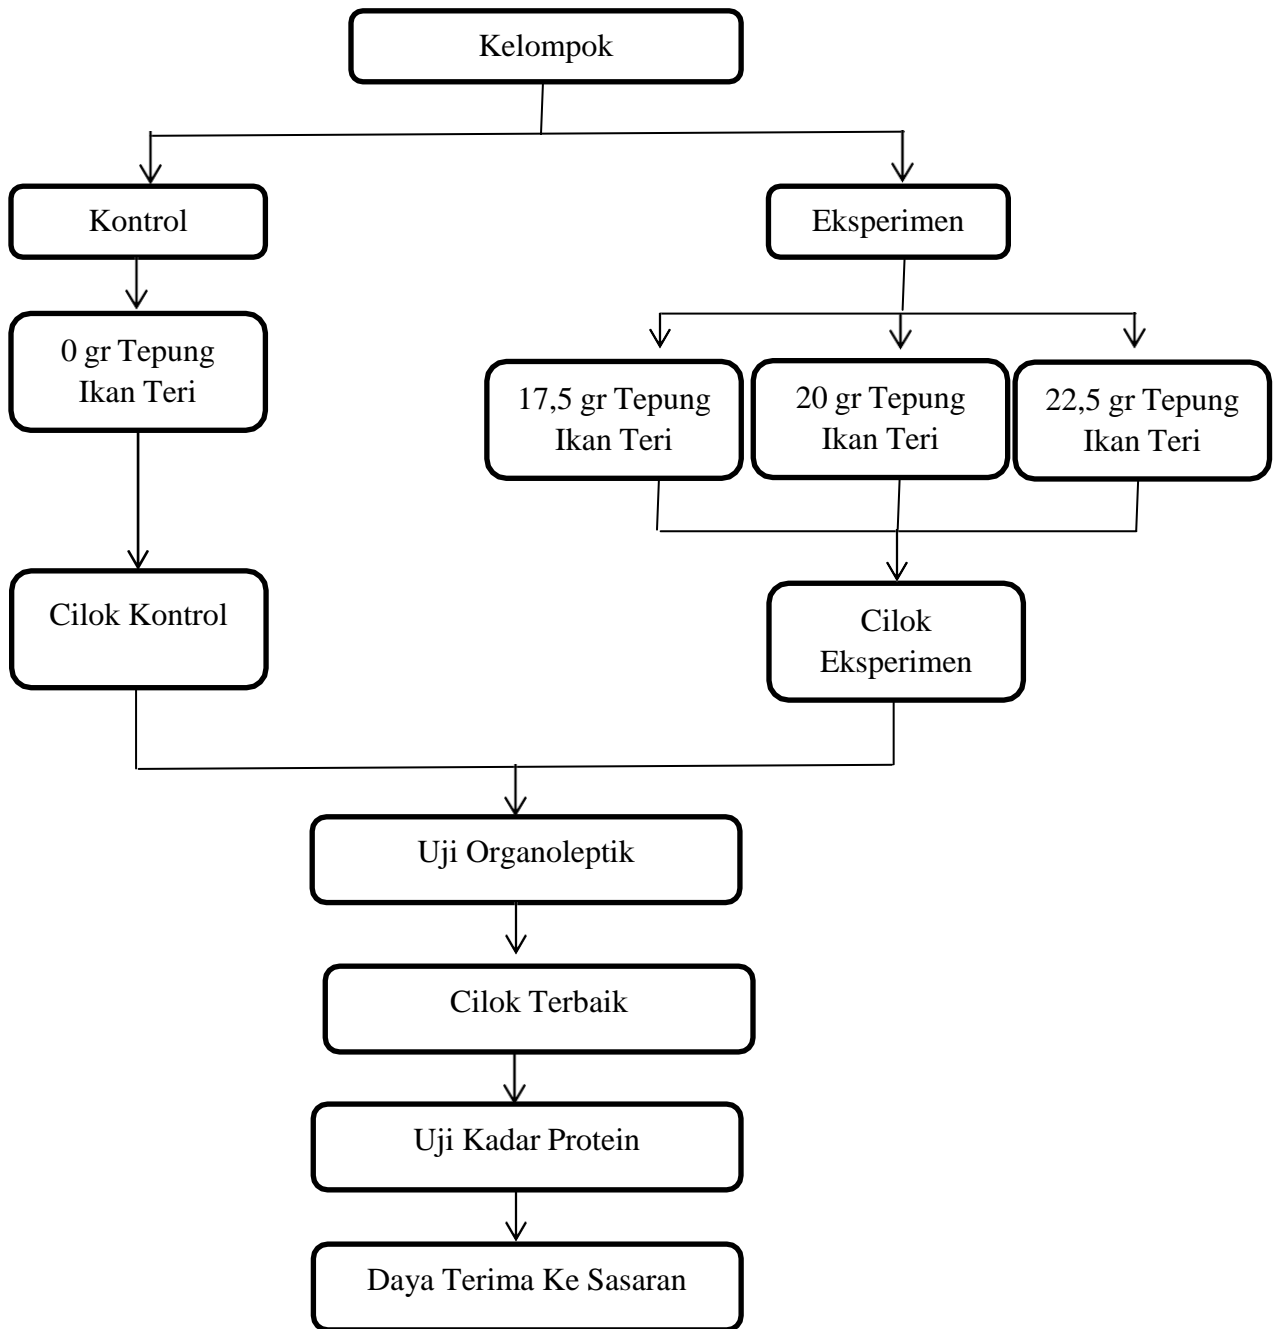 Kelompok
Kontrol
Eksperimen
0 gr Tepung
Ikan Teri
17,5 gr Tepung
Ikan Teri
20 gr Tepung
Ikan Teri
22,5 gr Tepung
Ikan Teri
Cilok Kontrol
Cilok
Eksperimen
Uji Organoleptik
Cilok Terbaik
Uji Kadar Protein
Daya Terima Ke Sasaran